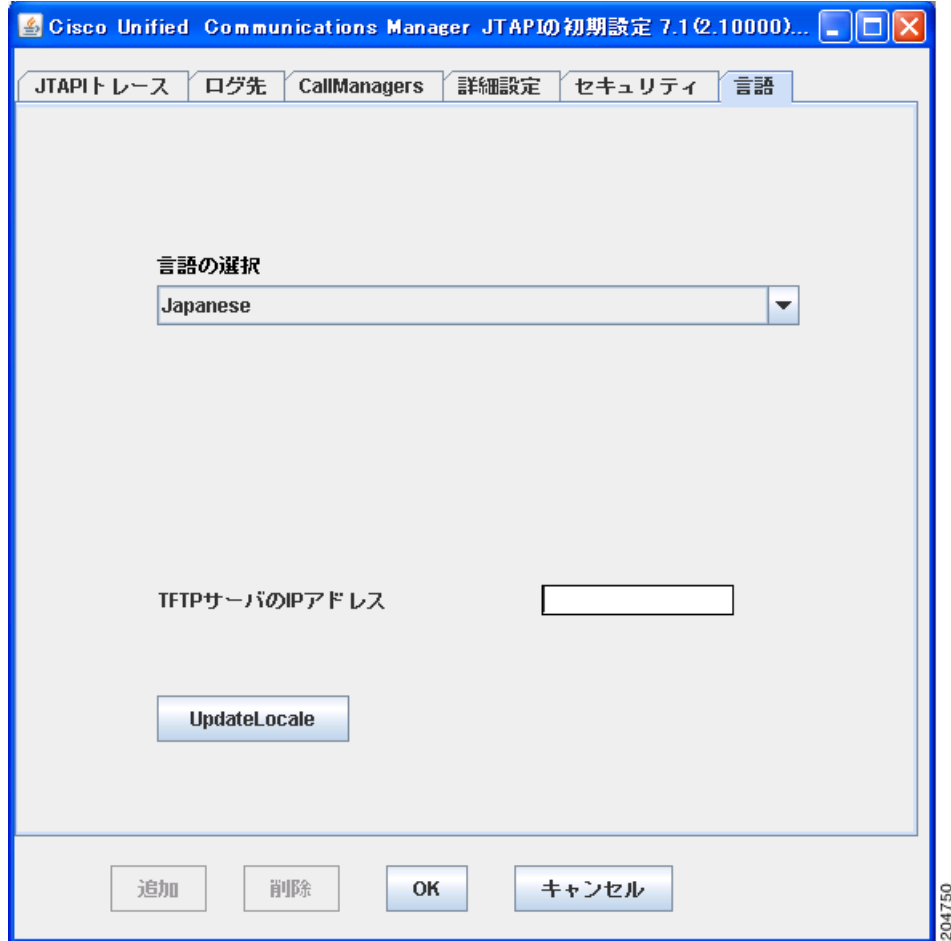 Cisco Unified Communications Manager JTAPIの初期設定 7.1(2.10000)...
JTAPIトレース ログ先 CallManagers 詳細設定 セキュリティ 言語
言語の選択
Japanese
TFTPサーバのIPアドレス
UpdateLocale
追加 削除 OK キャンセル
204750